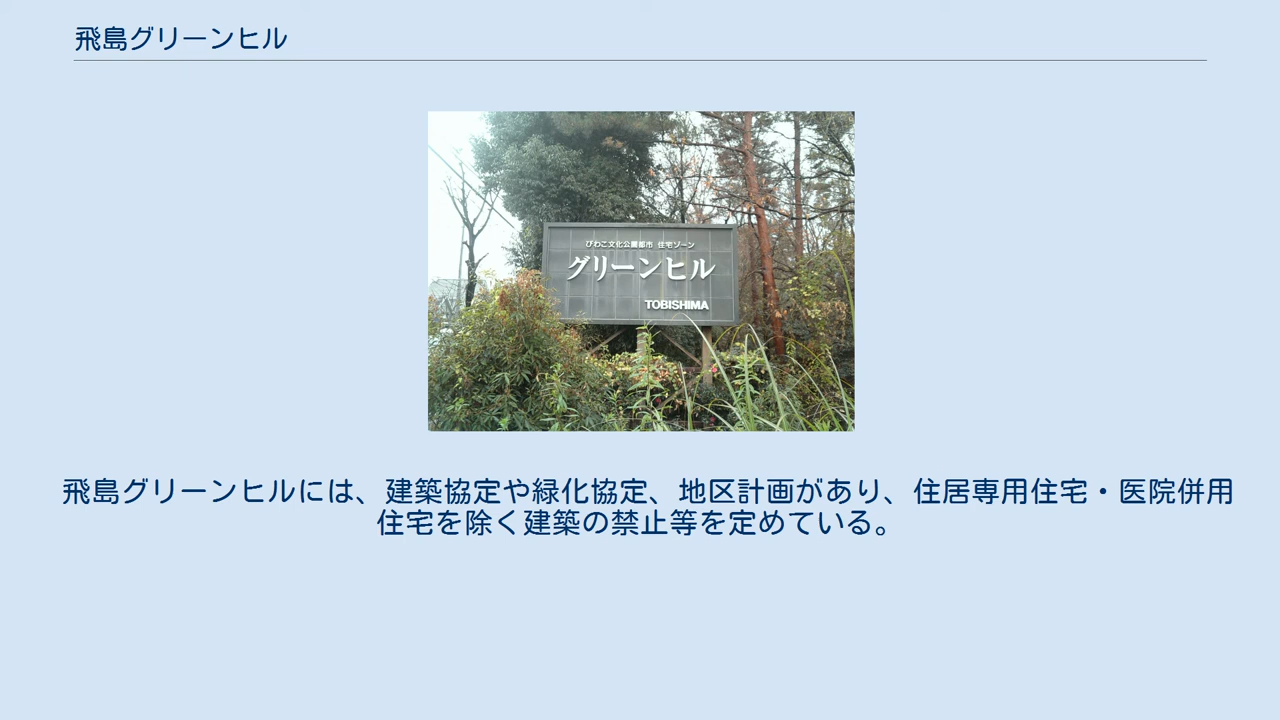 飛島グリーンヒル
びわこ文化公園都市 住宅ゾーン
グリーンヒル
TOBISHIMA
飛島グリーンヒルには、建築協定や緑化協定、地区計画があり、住居専用住宅・医院併用
住宅を除く建築の禁止等を定めている。